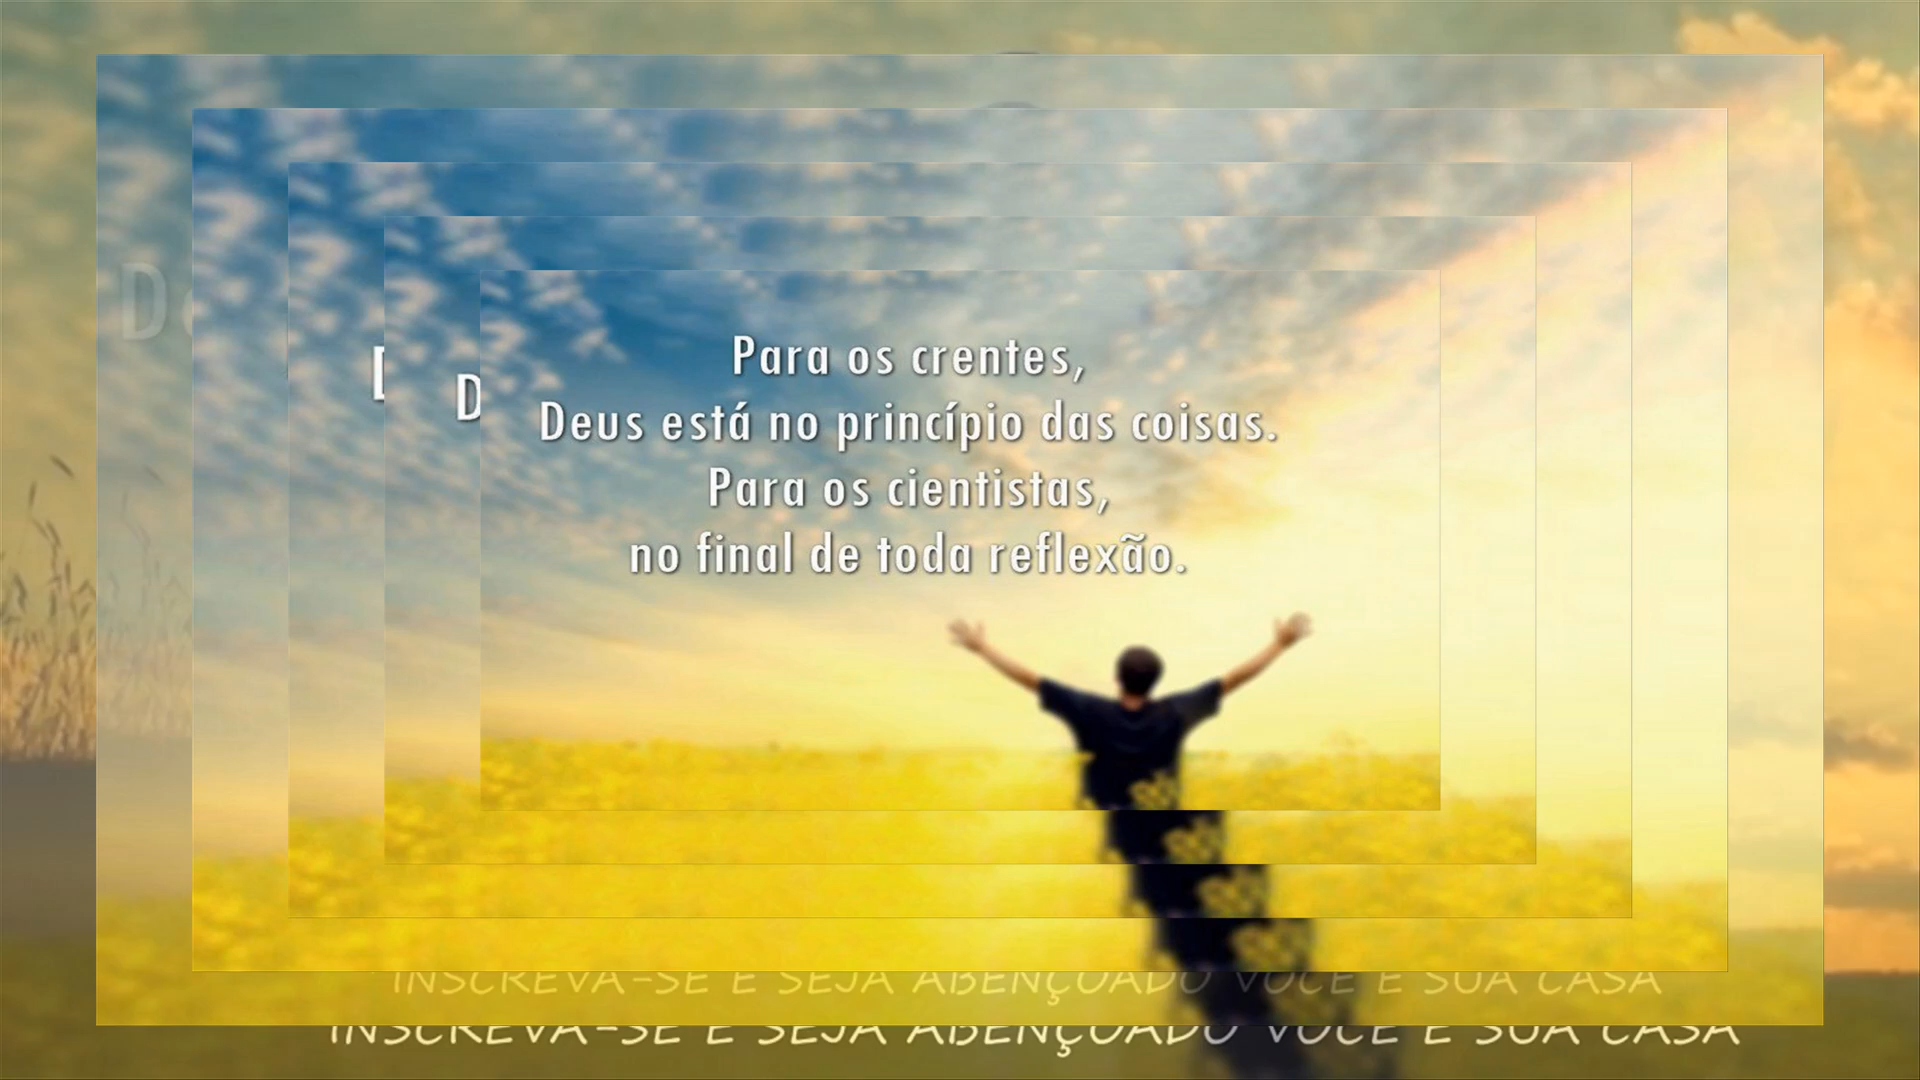 Para os crentes,
Deus está no princípio das coisas.
Para os cientistas,
no final de toda reflexão.
INSCREVA-SE E SEJA ABENÇOADO VOCE E SUA CASA
INSCREVA-SE E SEJA ABENÇOADO VOCE E SUA CASA